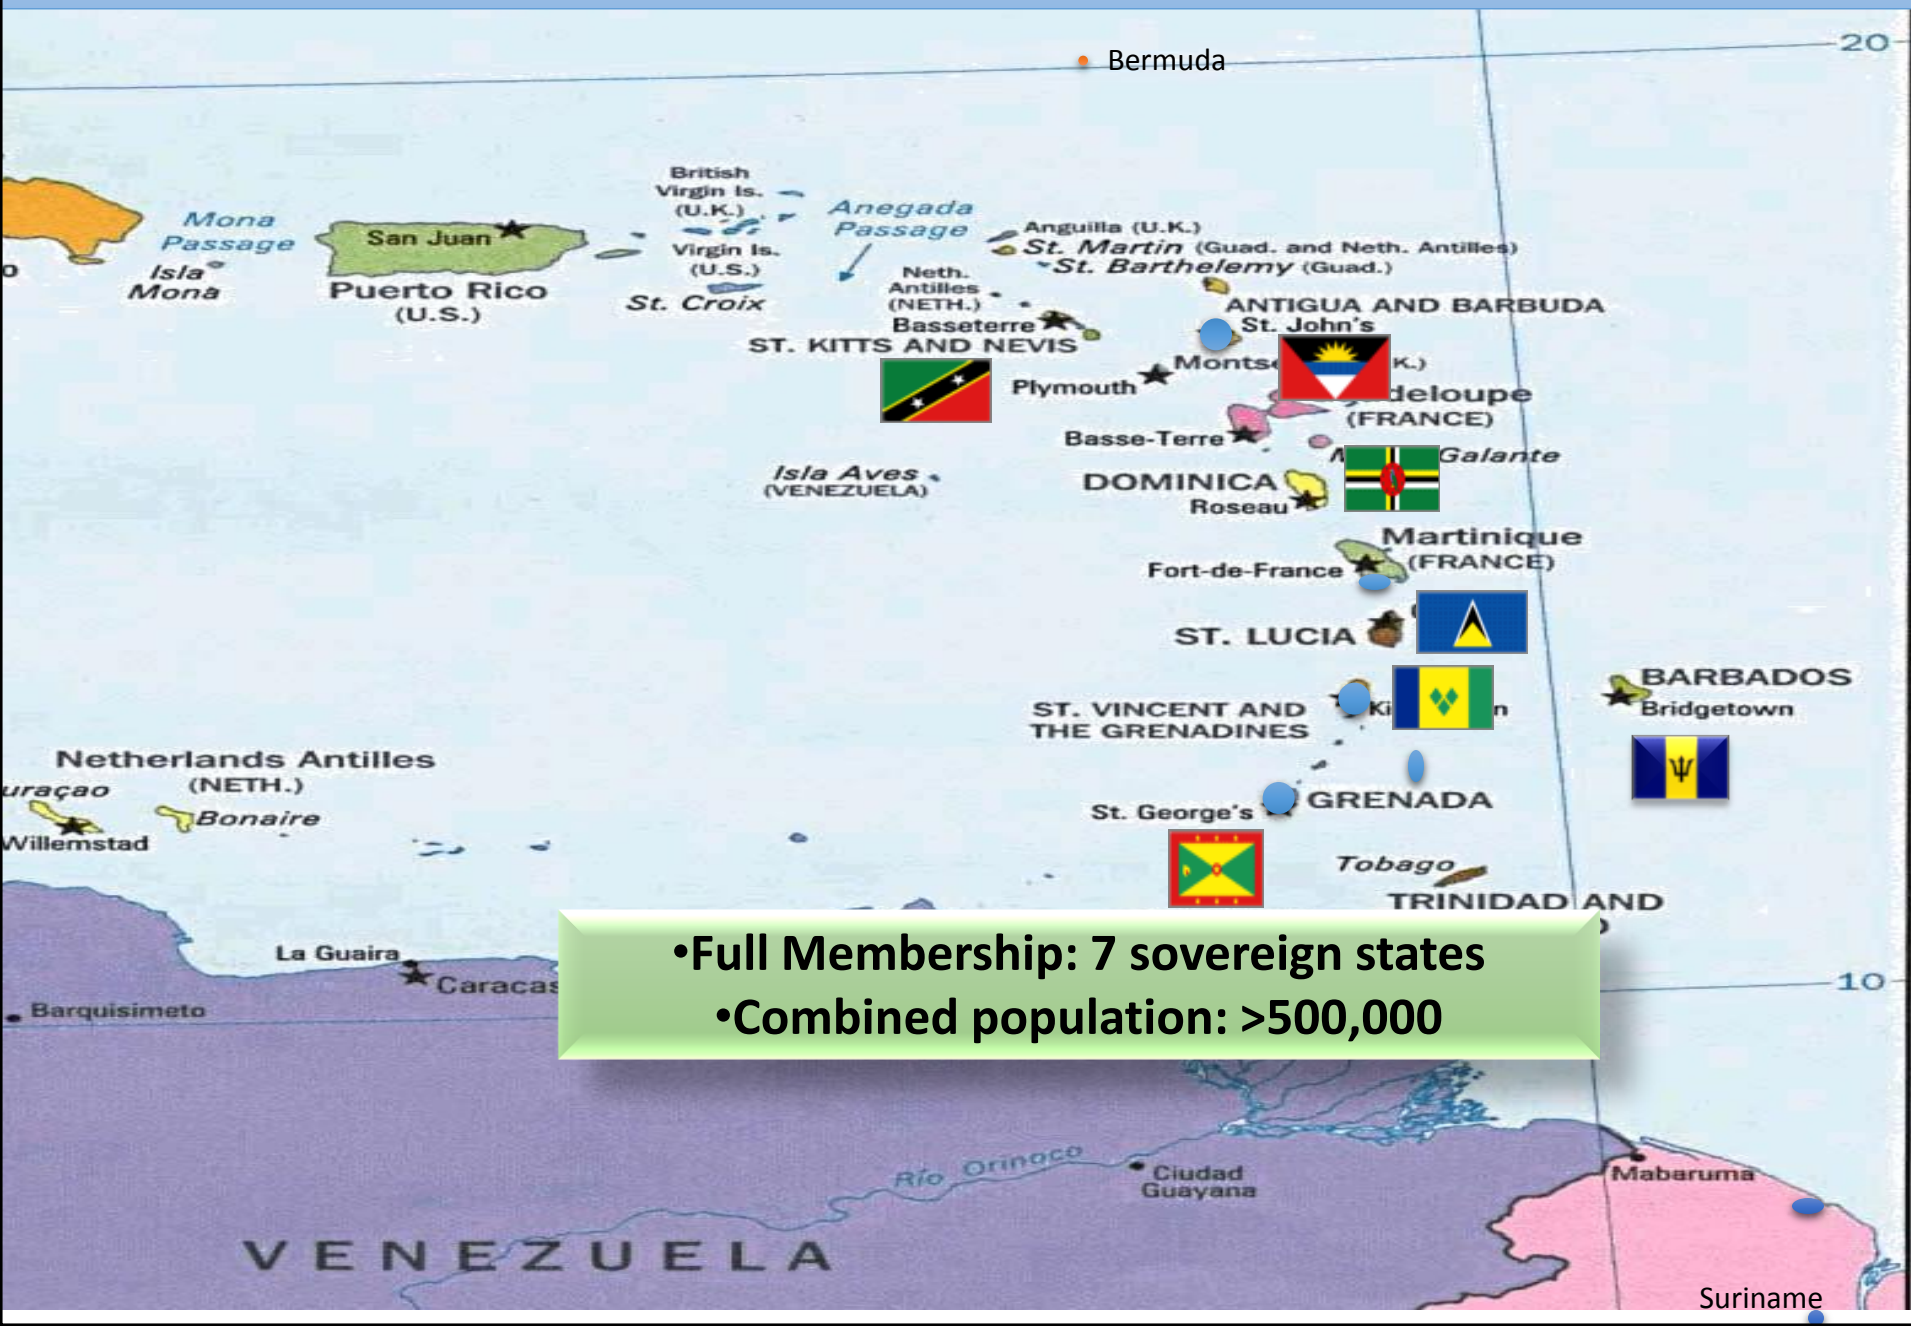 20
Bermuda
British
Virgin Is.
(U.K.)
Anegada
Passage
Mona
Passage
San Juan
Anguilla (U.K.)
St. Martin (Guad. and Neth. Antilles)
St. Barthelemy (Guad.)
Virgin Is.
(U.S.)
Isla
Mona
Puerto Rico
(U.S.)
St. Croix
Neth.
Antilles
(NETH.)
Basseterre
ST. KITTS AND NEVIS
ANTIGUA AND BARBUDA
St. John's
Plymouth
(FRANCE)
Basse-Terre
Galante
Isla Aves
(VENEZUELA)
DOMINICA
Roseau
Martinique
(FRANCE)
Fort-de-France
ST. LUCIA
BARBADOS
Bridgetown
ST. VINCENT AND
THE GRENADINES
Netherlands Antilles
(NETH.)
Bonaire
Willemstad
GRENADA
St. George's
Tobago
TRINIDAD AND
•Full Membership: 7 sovereign states
•Combined population: >500,000
La Guaira
Caracas
10
Barquisimeto
Río Orinoco
Ciudad
Guayana
Mabaruma
VENEZUELA
Suriname